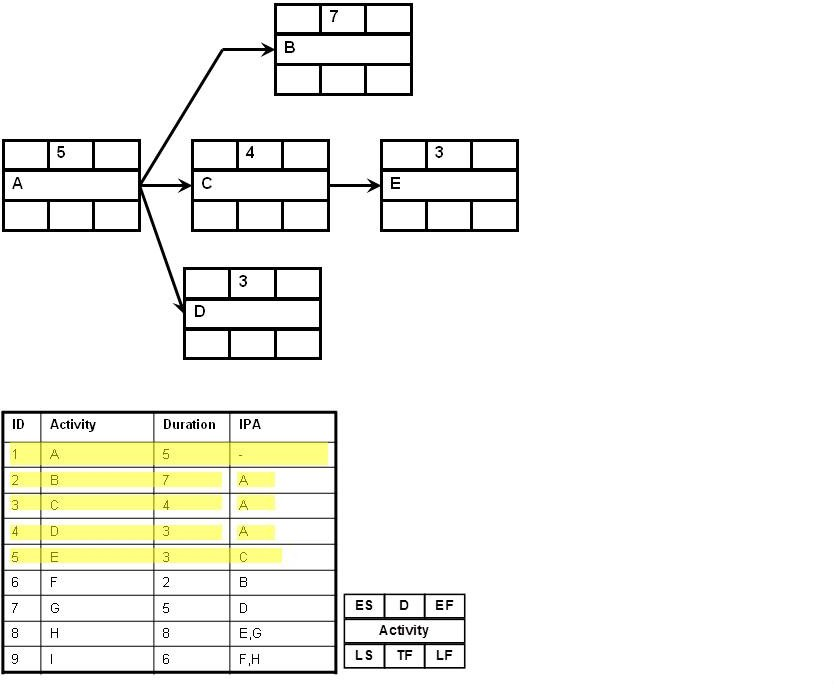 7
B
5
4
3
A
C
E
3
D
ID Activity Duration IPA
1 A 5 -
2 B 7 A
3 C 4 A
4 D 3 A
5 E 3 C
6 F 2 B
7 G 5 D
8 H 8 E,G
9 I 6 F,H
ES D EF
Activity
LS TF LF